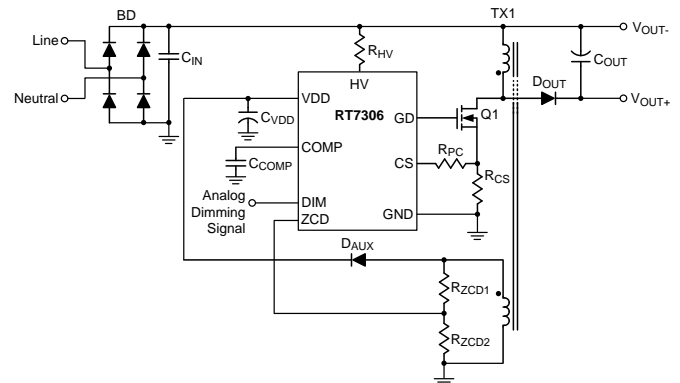 BD
TX1
Line
Neutral
CIN
RHV
VOUT-
COUT
DOUT
VOUT+
HV
VDD
RT7306
CVDD
GD
Q1
COMP
CCOMP
CS
RPC
RCS
Analog
Dimming
Signal
DIM
ZCD
GND
DAUX
RZCD1
RZCD2